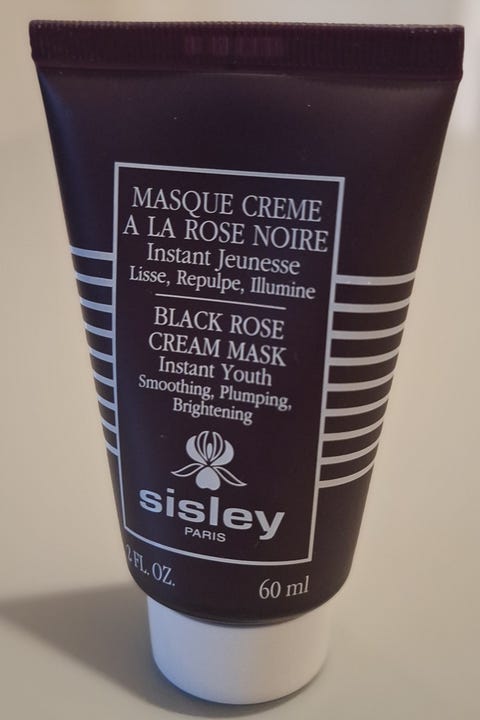 MASQUE CREME
A LA ROSE NOIRE
Instant Jeunesse
Lisse, Repulpe, Illumine
BLACK ROSE
CREAM MASK
Instant Youth
Smoothing, Plumping,
Brightening
sisley
PARIS
2 FL. OZ. 60 ml